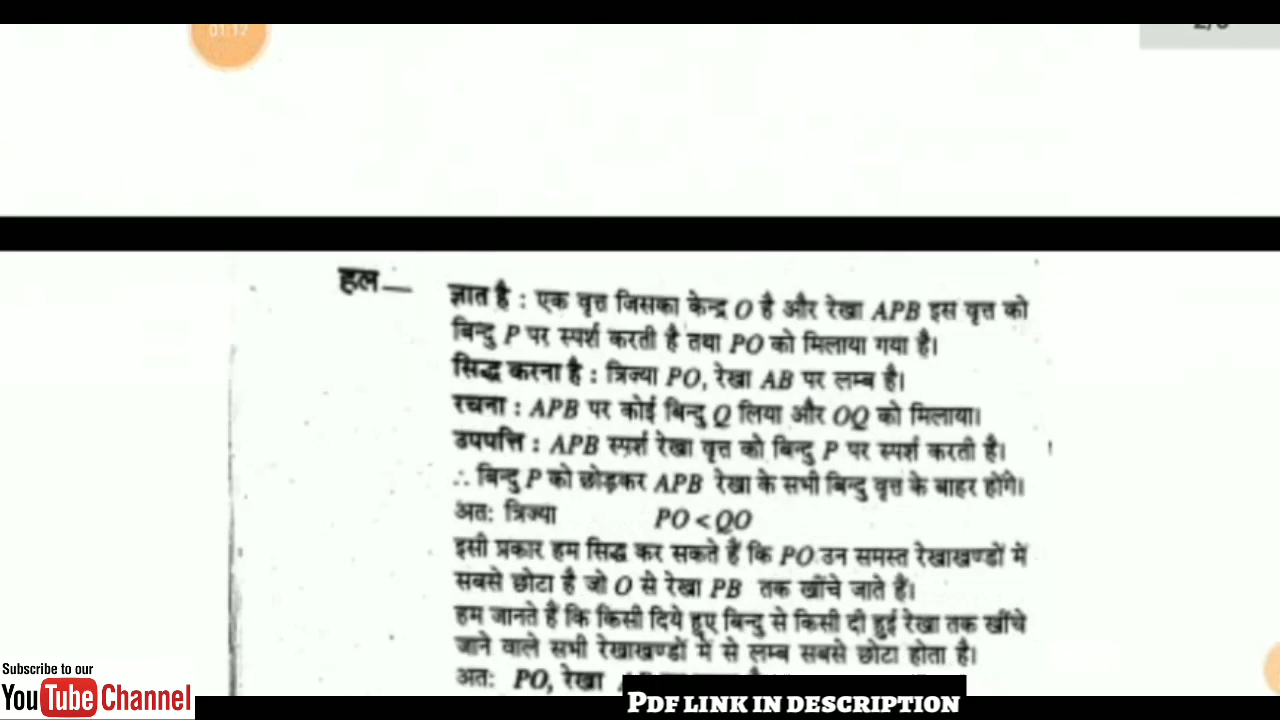 01:12
हल—
ज्ञात है : एक वृत्त जिसका केन्द्र O है और रेखा APB इस वृत्त को
बिन्दु P पर स्पर्श करती है तथा PO को मिलाया गया है।
सिद्ध करना है : त्रिज्या PO, रेखा AB पर लम्ब है।
रचना : APB पर कोई बिन्दु Q लिया और OQ को मिलाया।
उपपत्ति : APB स्पर्श रेखा वृत्त को बिन्दु P पर स्पर्श करती है।
∴ बिन्दु P को छोड़कर APB रेखा के सभी बिन्दु वृत्त के बाहर होंगे।
अतः त्रिज्या PO < QO
इसी प्रकार हम सिद्ध कर सकते हैं कि PO उन समस्त रेखाखण्डों में
सबसे छोटा है जो O से रेखा PB तक खींचे जाते हैं।
हम जानते हैं कि किसी दिये हुए बिन्दु से किसी दी हुई रेखा तक खींचे
जाने वाले सभी रेखाखण्डों में से लम्ब सबसे छोटा होता है।
अतः PO, रेखा
Subscribe to our
YouTube Channel
PDF LINK IN DESCRIPTION